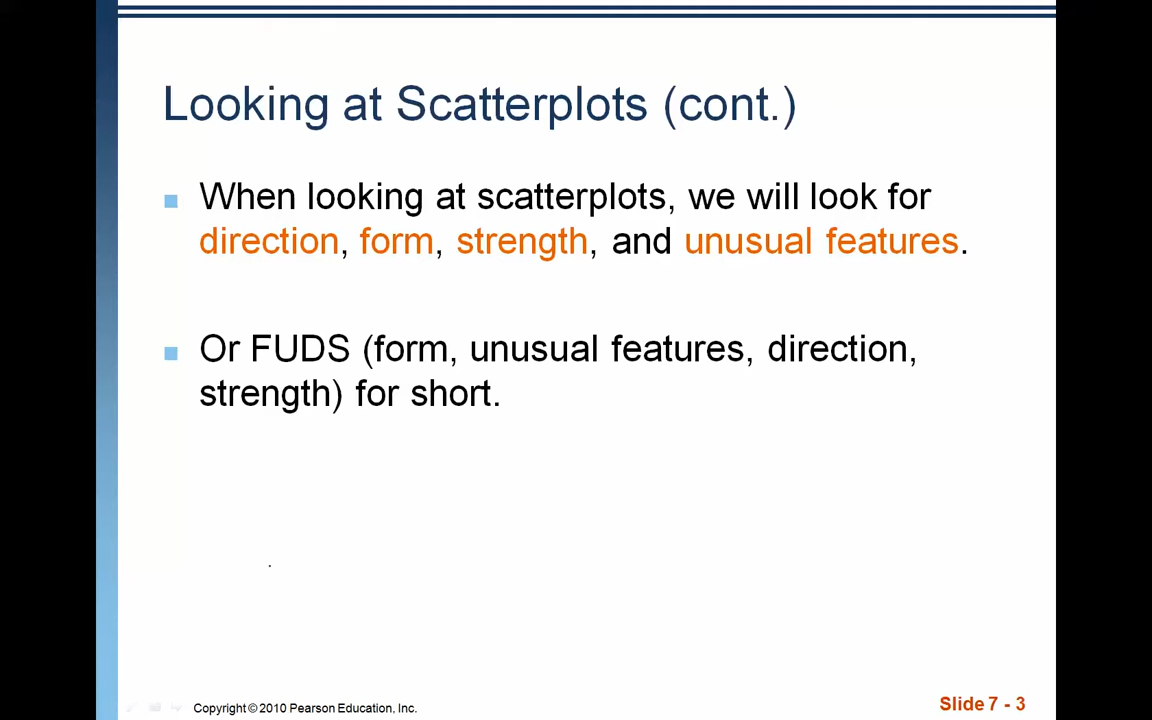 Looking at Scatterplots (cont.)
When looking at scatterplots, we will look for
direction, form, strength, and unusual features.
Or FUDS (form, unusual features, direction,
strength) for short.
Copyright © 2010 Pearson Education, Inc.
Slide 7 - 3